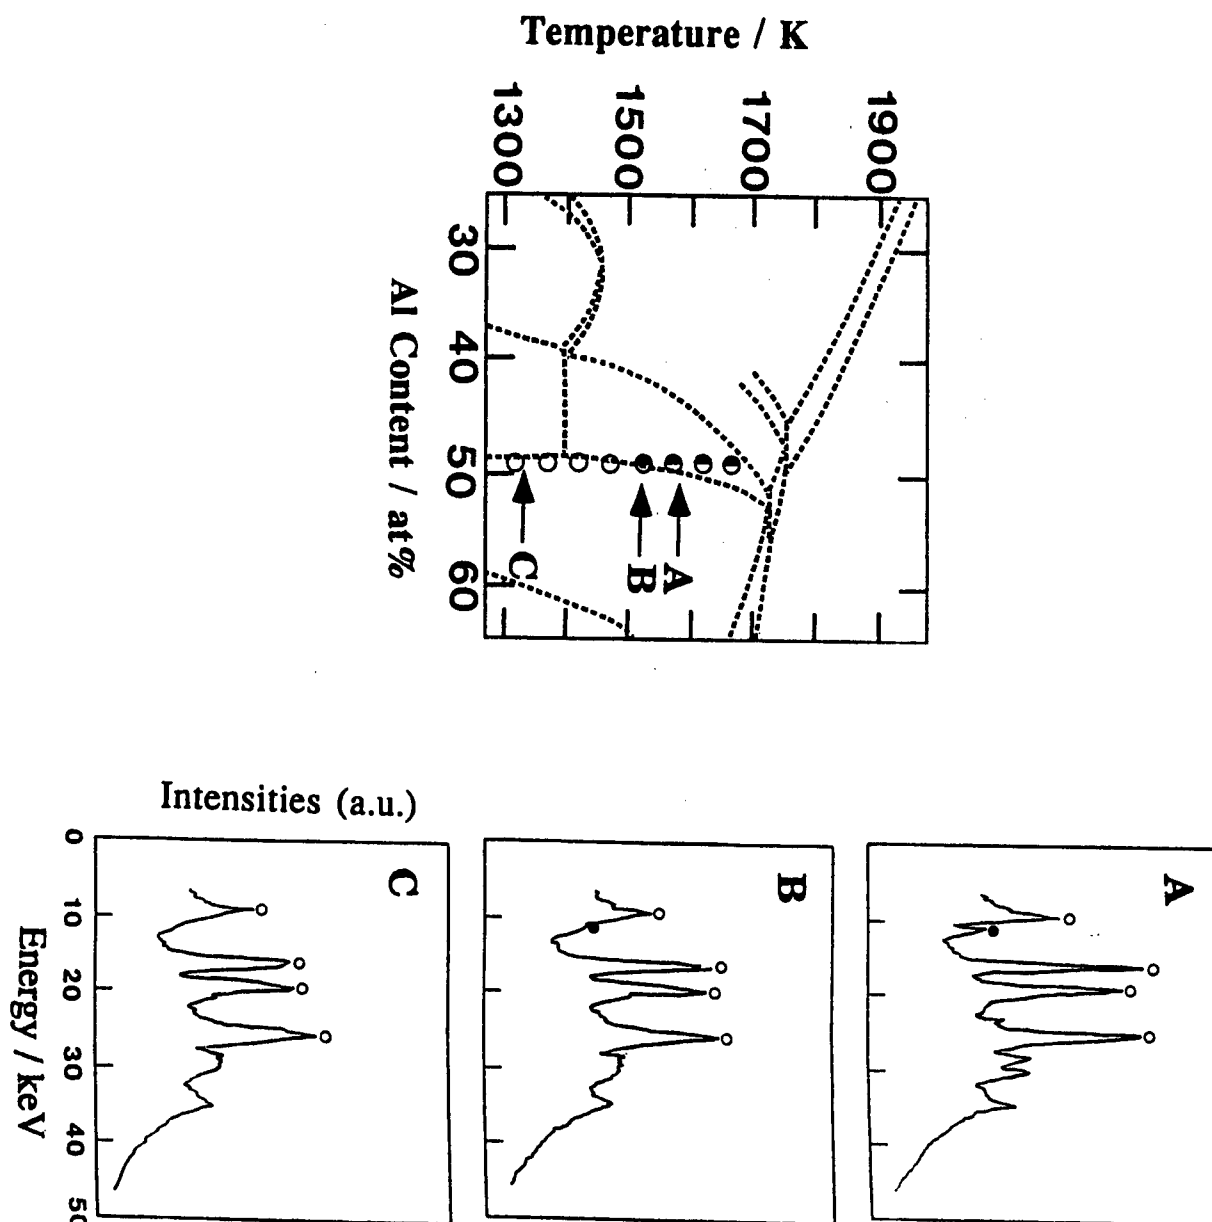 Temperature / K
1300
1500
1700
1900
30
40
50
60
Al Content / at%
A
B
C
Intensities (a.u.)
A
B
C
0
10
20
30
40
50
Energy / keV